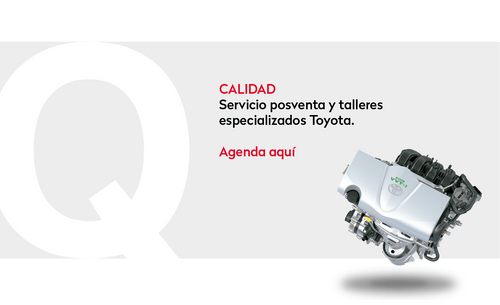 Q
CALIDAD
Servicio posventa y talleres
especializados Toyota.
Agenda aquí